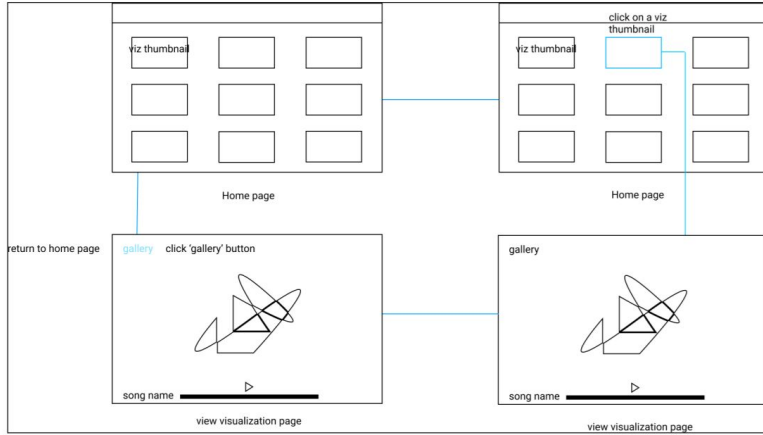 click on a viz
thumbnail
viz thumbnail
viz thumbnail
Home page
Home page
return to home page
gallery
click 'gallery' button
gallery
song name
song name
view visualization page
view visualization page